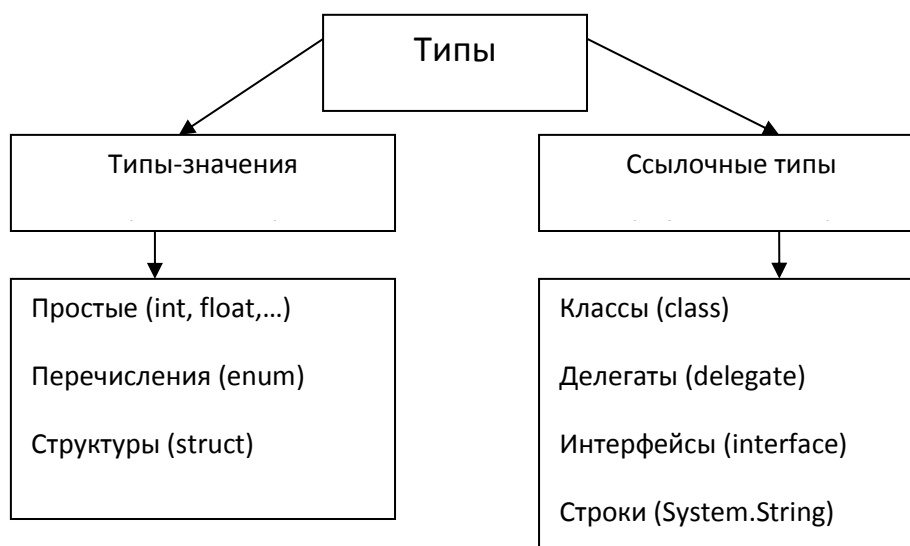 Типы
Типы-значения
Ссылочные типы
Простые (int, float,…)
Перечисления (enum)
Структуры (struct)
Классы (class)
Делегаты (delegate)
Интерфейсы (interface)
Строки (System.String)